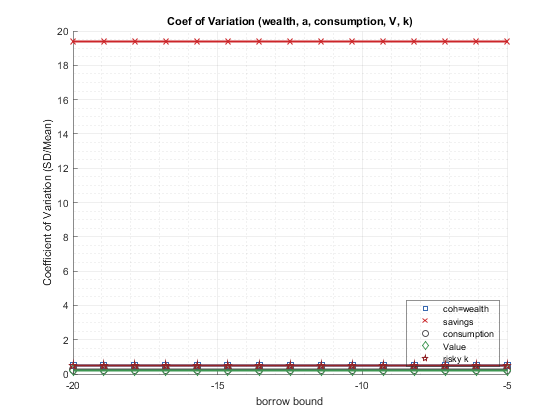 Coef of Variation (wealth, a, consumption, V, k)
Coefficient of Variation (SD/Mean)
20
18
16
14
12
10
8
6
4
2
0
coh=wealth
savings
consumption
Value
risky k
-20
-15
-10
-5
borrow bound